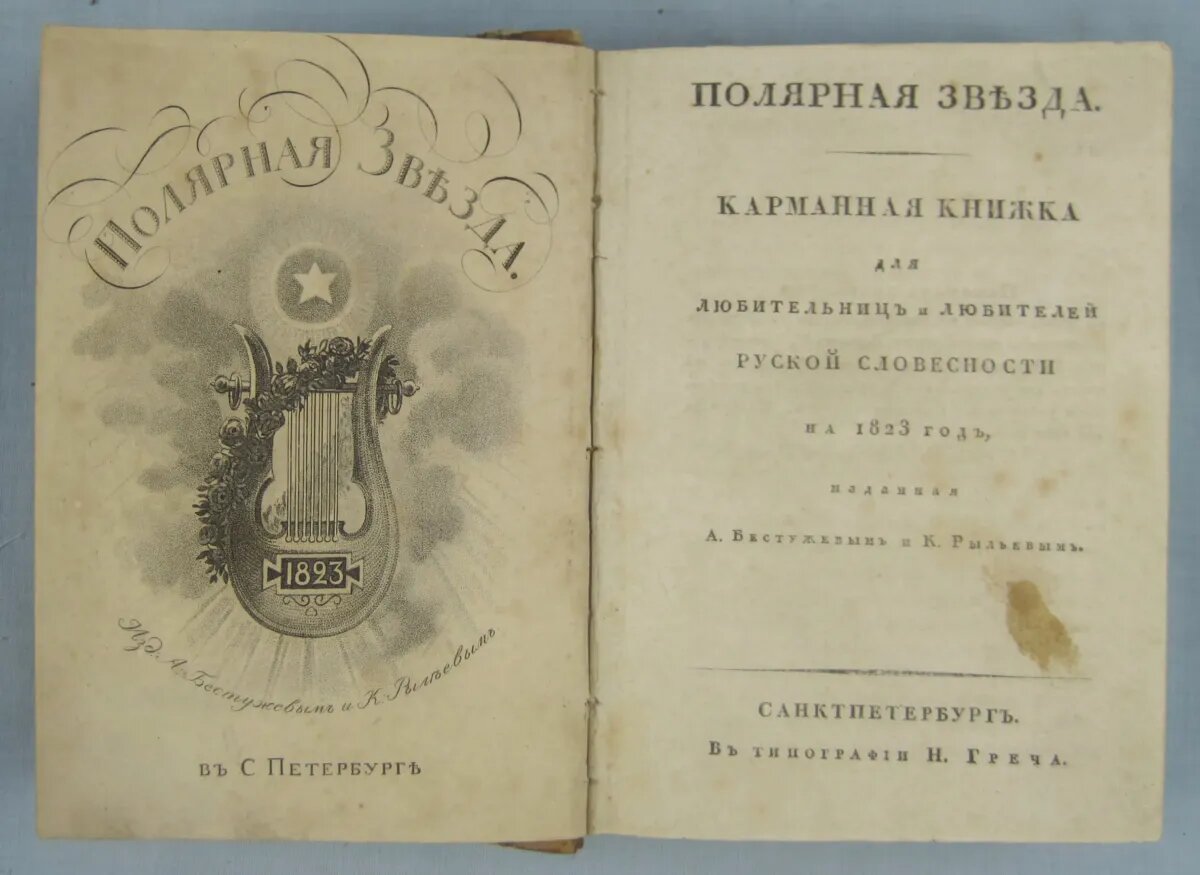 Полярная Звѣзда.
1823
Изд. А. Бестужевымъ и К. Рылѣевымъ
въ С Петербургѣ
ПОЛЯРНАЯ ЗВѢЗДА.
КАРМАННАЯ КНИЖКА
для
ЛЮБИТЕЛЬНИЦЪ и ЛЮБИТЕЛЕЙ
РУСКОЙ СЛОВЕСНОСТИ
на 1823 годъ,
изданная
А. Бестужевымъ и К. Рыльевымъ.
САНКТПЕТЕРБУРГЪ.
Въ типографіи Н. Греча.